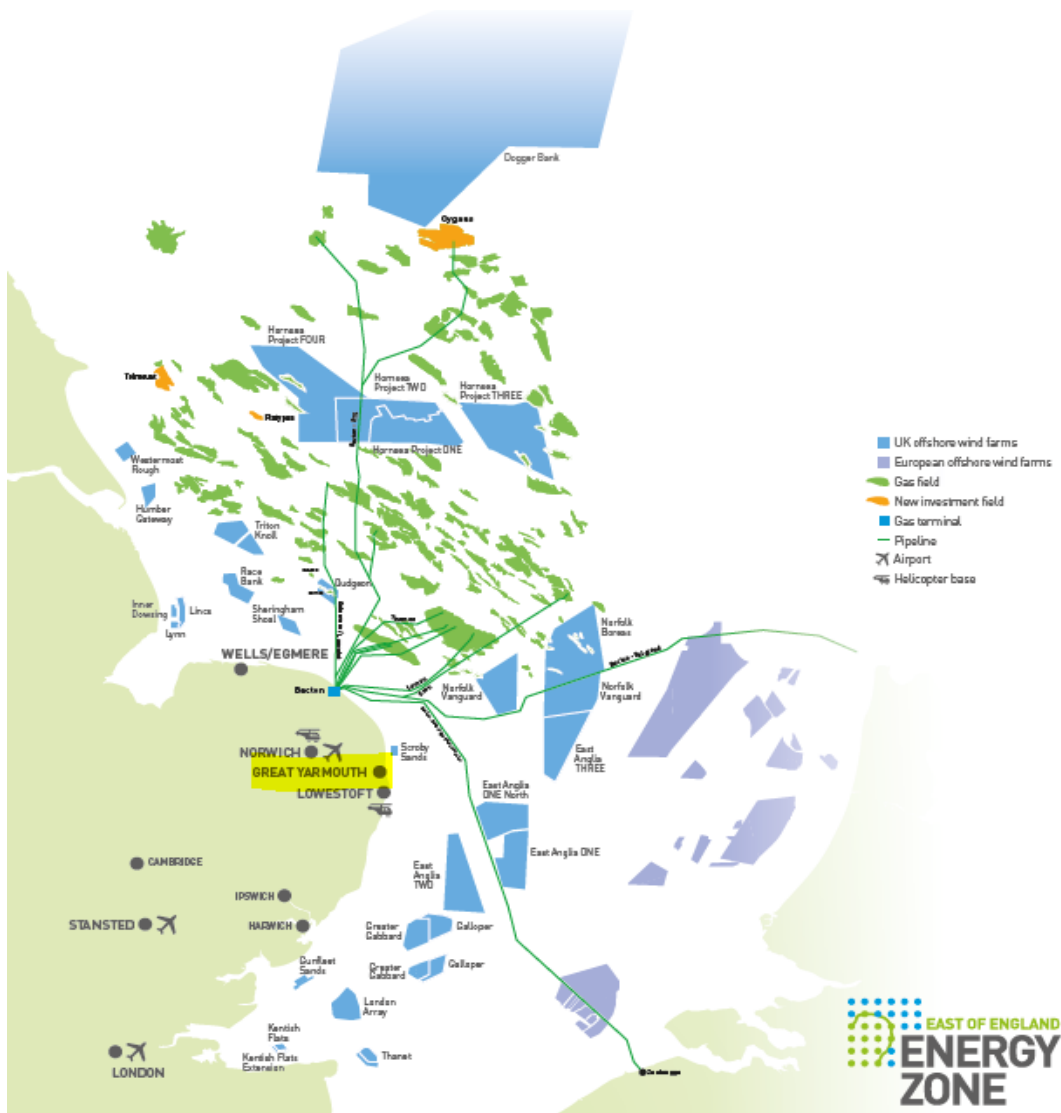 Dogger Bank
Cygnus
Hornsea
Project FOUR
Tolmount
Hornsea
Project TWO
Hornsea
Project THREE
Platypus
Hornsea Project ONE
UK offshore wind farms
European offshore wind farms
Gas field
New investment field
Gas terminal
Pipeline
Airport
Helicopter base
Westermost
Rough
Humber
Gateway
Triton
Knoll
Race
Bank
Dudgeon
Inner
Dowsing
Lincs
Lynn
Sheringham
Shoal
Norfolk
Boreas
WELLS/EGMERE
Bacton
Norfolk
Vanguard
Norfolk
Vanguard
NORWICH
Scroby
Sands
GREAT YARMOUTH
LOWESTOFT
East
Anglia
THREE
East Anglia
ONE North
East Anglia ONE
East
Anglia
TWO
CAMBRIDGE
IPSWICH
STANSTED
HARWICH
Greater
Gabbard
Galloper
Greater
Gabbard
Galloper
Gunfleet
Sands
London
Array
Kentish
Flats
Kentish Flats
Extension
Thanet
LONDON
EAST OF ENGLAND
ENERGY
ZONE